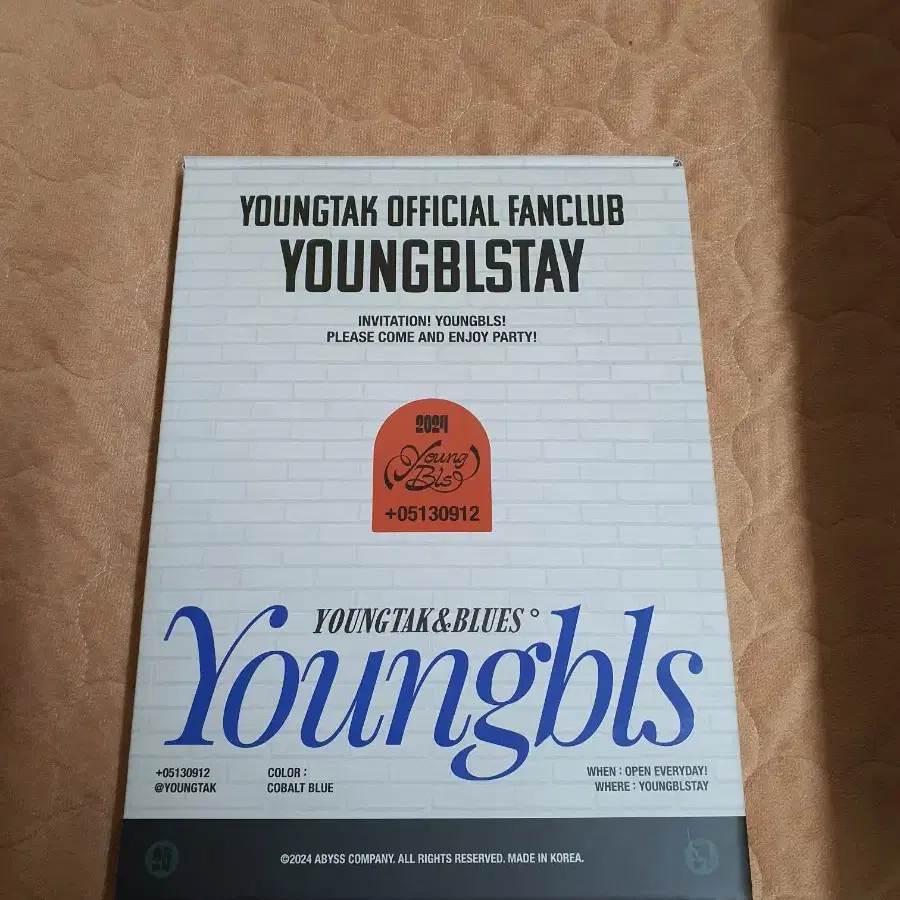 YOUNGTAK OFFICIAL FANCLUB
YOUNGBLSTAY
INVITATION! YOUNGBLS!
PLEASE COME AND ENJOY PARTY!
2024
Young
Bls
+05130912
YOUNGTAK&BLUES°
Youngbls
+05130912
@YOUNGTAK
COLOR :
COBALT BLUE
WHEN : OPEN EVERYDAY!
WHERE : YOUNGBLSTAY
©2024 ABYSS COMPANY. ALL RIGHTS RESERVED. MADE IN KOREA.